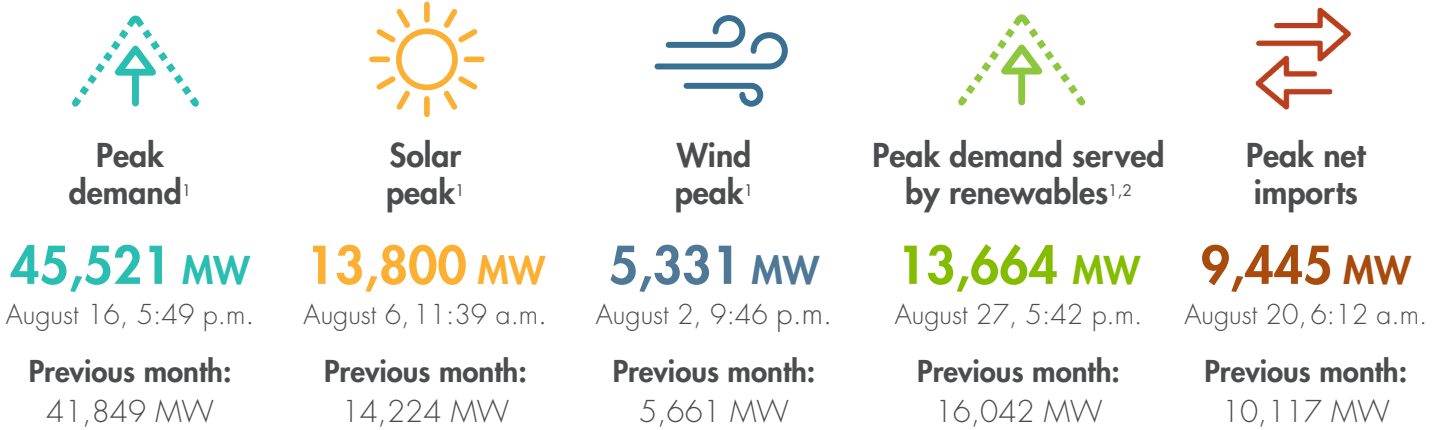 Peak
demand1
45,521 MW
August 16, 5:49 p.m.
Previous month:
41,849 MW
Solar
peak1
13,800 MW
August 6, 11:39 a.m.
Previous month:
14,224 MW
Wind
peak1
5,331 MW
August 2, 9:46 p.m.
Previous month:
5,661 MW
Peak demand served
by renewables1,2
13,664 MW
August 27, 5:42 p.m.
Previous month:
16,042 MW
Peak net
imports
9,445 MW
August 20, 6:12 a.m.
Previous month:
10,117 MW